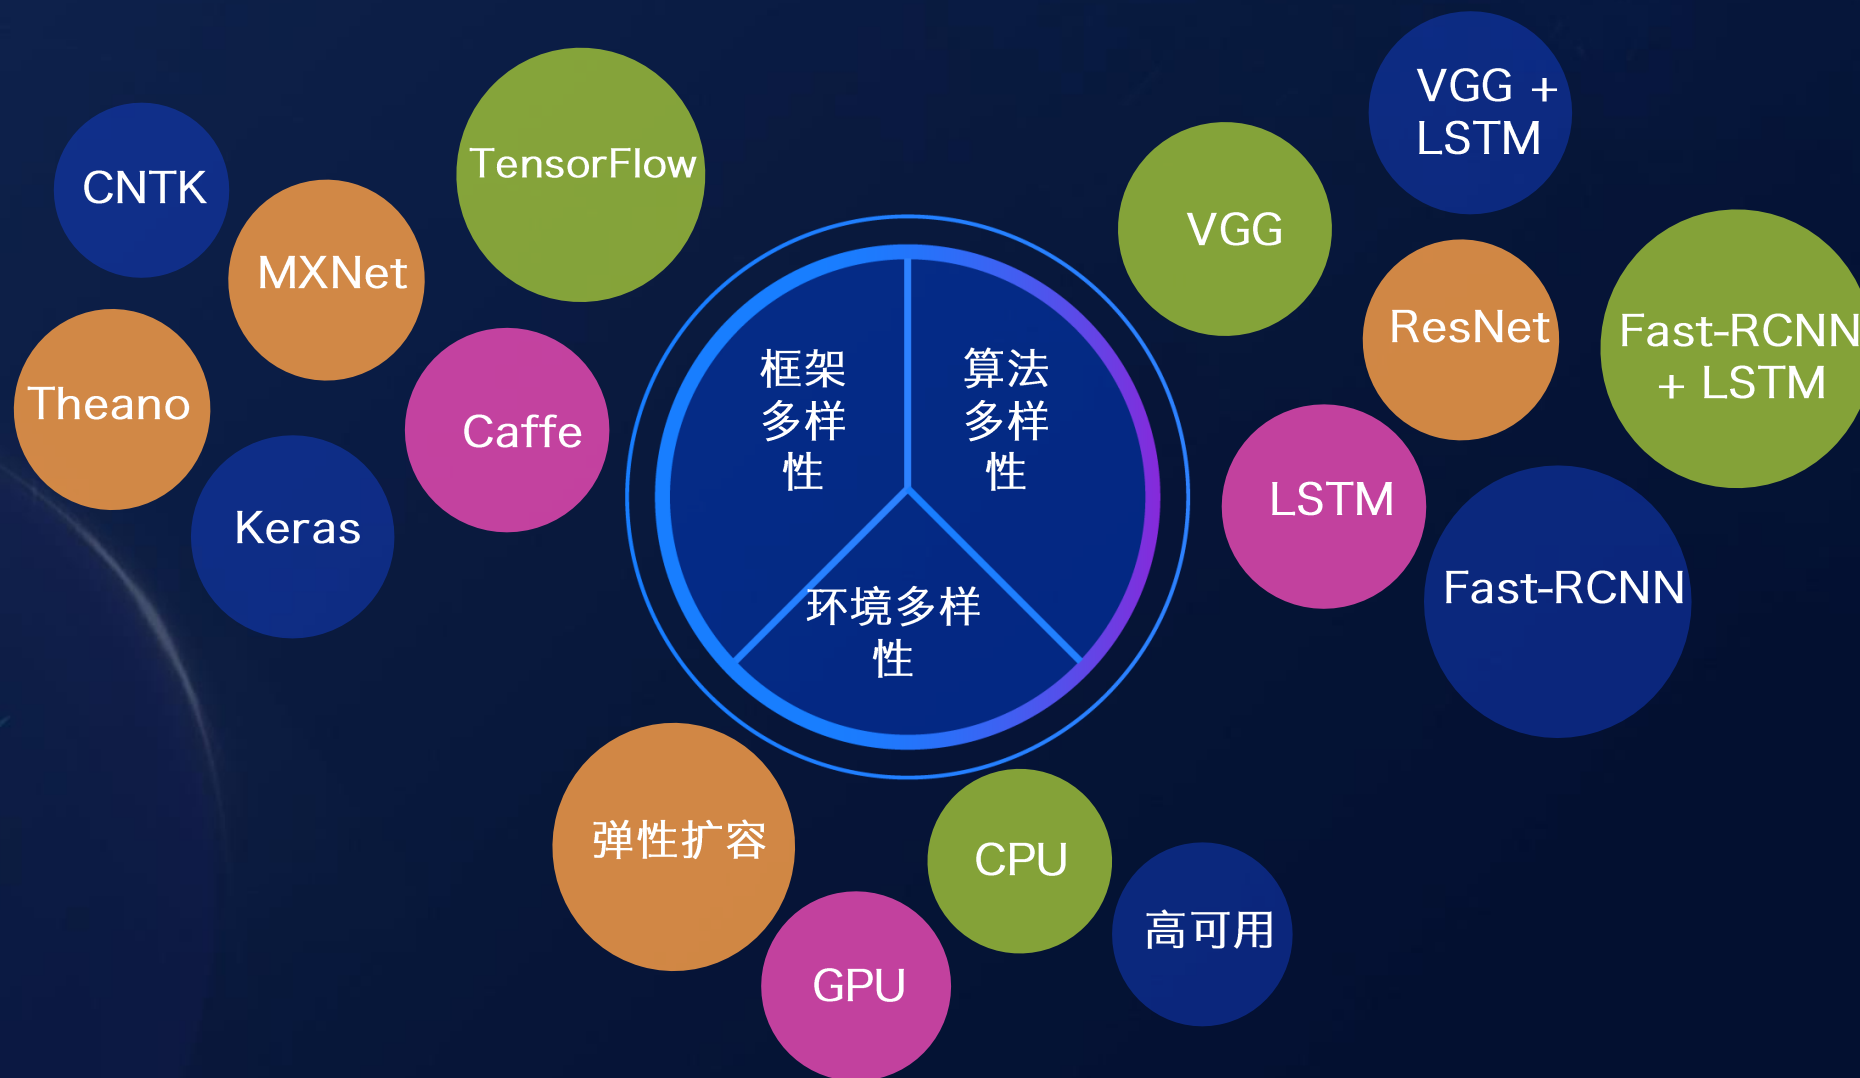 CNTK
MXNet
TensorFlow
Theano
Keras
Caffe
框架
多样
性
算法
多样
性
环境多样
性
VGG +
LSTM
VGG
ResNet
Fast-RCNN
+ LSTM
LSTM
Fast-RCNN
弹性扩容
CPU
GPU
高可用